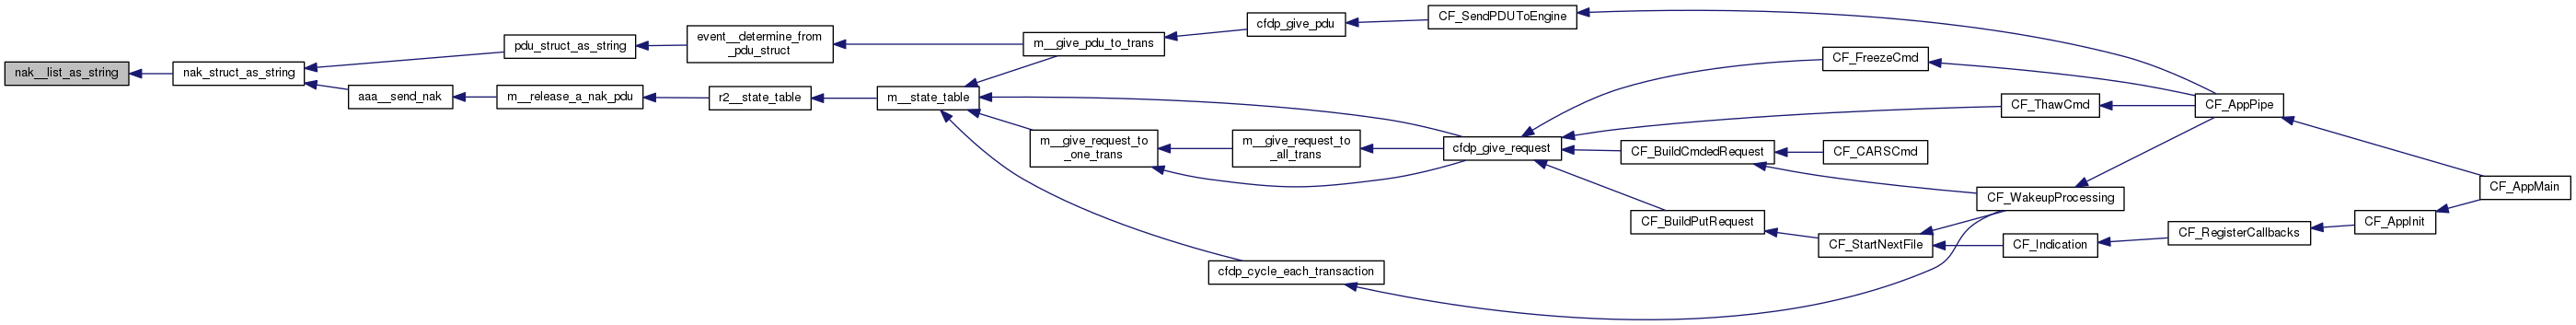 nak__list_as_string
nak_struct_as_string
pdu_struct_as_string
event__determine_from
_pdu_struct
m__give_pdu_to_trans
cfdp_give_pdu
CF_SendPDUToEngine
aaa__send_nak
m__release_a_nak_pdu
r2__state_table
m__state_table
m__give_request_to
_one_trans
m__give_request_to
_all_trans
cfdp_give_request
CF_FreezeCmd
CF_ThawCmd
CF_AppPipe
CF_BuildCmdedRequest
CF_CARSCmd
CF_WakeupProcessing
CF_AppMain
CF_BuildPutRequest
CF_StartNextFile
CF_Indication
CF_RegisterCallbacks
CF_AppInit
cfdp_cycle_each_transaction